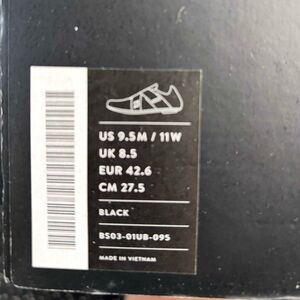 US 9.5M / 11W
UK 8.5
EUR 42.6
CM 27.5
BLACK
BS03-01UB-095
MADE IN VIETNAM